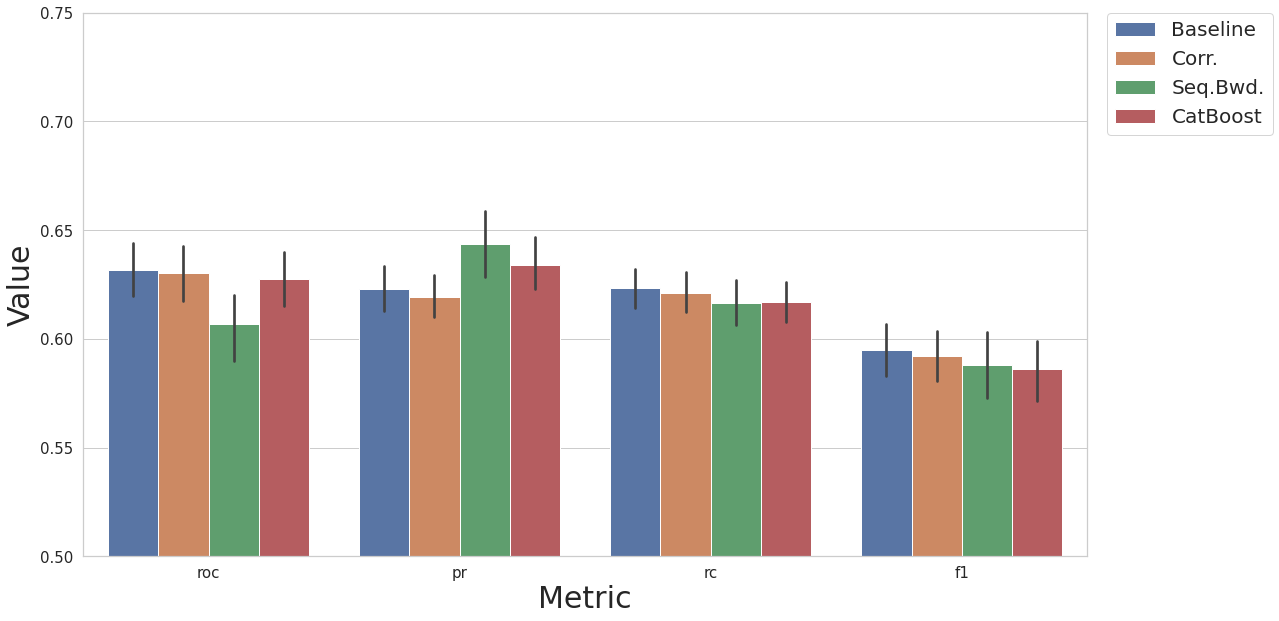 0.75
0.70
0.65
0.60
0.55
0.50
Value
roc
pr
rc
f1
Metric
Baseline
Corr.
Seq.Bwd.
CatBoost